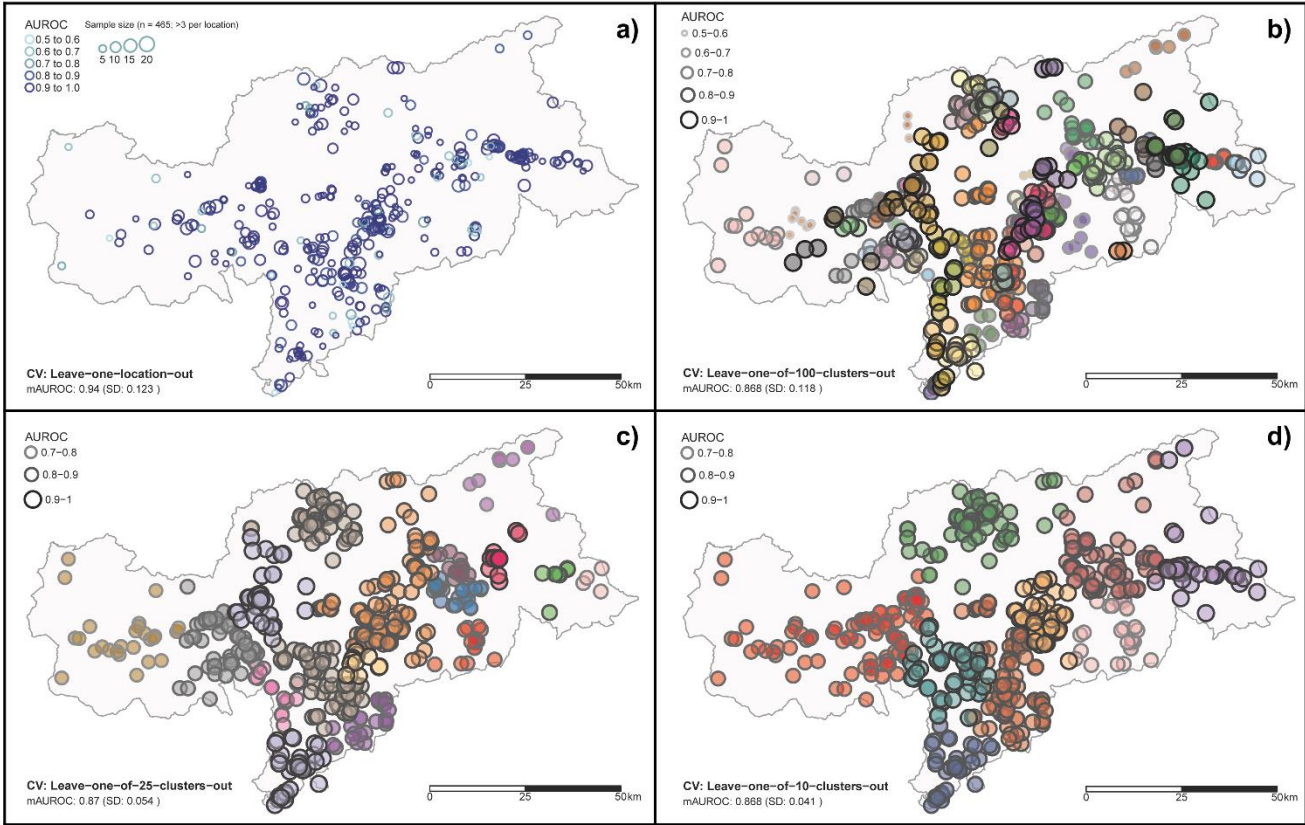 AUROC
0.5 to 0.6
0.6 to 0.7
0.7 to 0.8
0.8 to 0.9
0.9 to 1.0
Sample size (n = 465; >3 per location)
5 10 15 20
a)
CV: Leave-one-location-out
mAUROC: 0.94 (SD: 0.123 )
0 25 50km
AUROC
0.5-0.6
0.6-0.7
0.7-0.8
0.8-0.9
0.9-1
b)
CV: Leave-one-of-100-clusters-out
mAUROC: 0.868 (SD: 0.118 )
0 25 50km
AUROC
0.7-0.8
0.8-0.9
0.9-1
c)
CV: Leave-one-of-25-clusters-out
mAUROC: 0.87 (SD: 0.054 )
0 25 50km
AUROC
0.7-0.8
0.8-0.9
0.9-1
d)
CV: Leave-one-of-10-clusters-out
mAUROC: 0.868 (SD: 0.041 )
0 25 50km